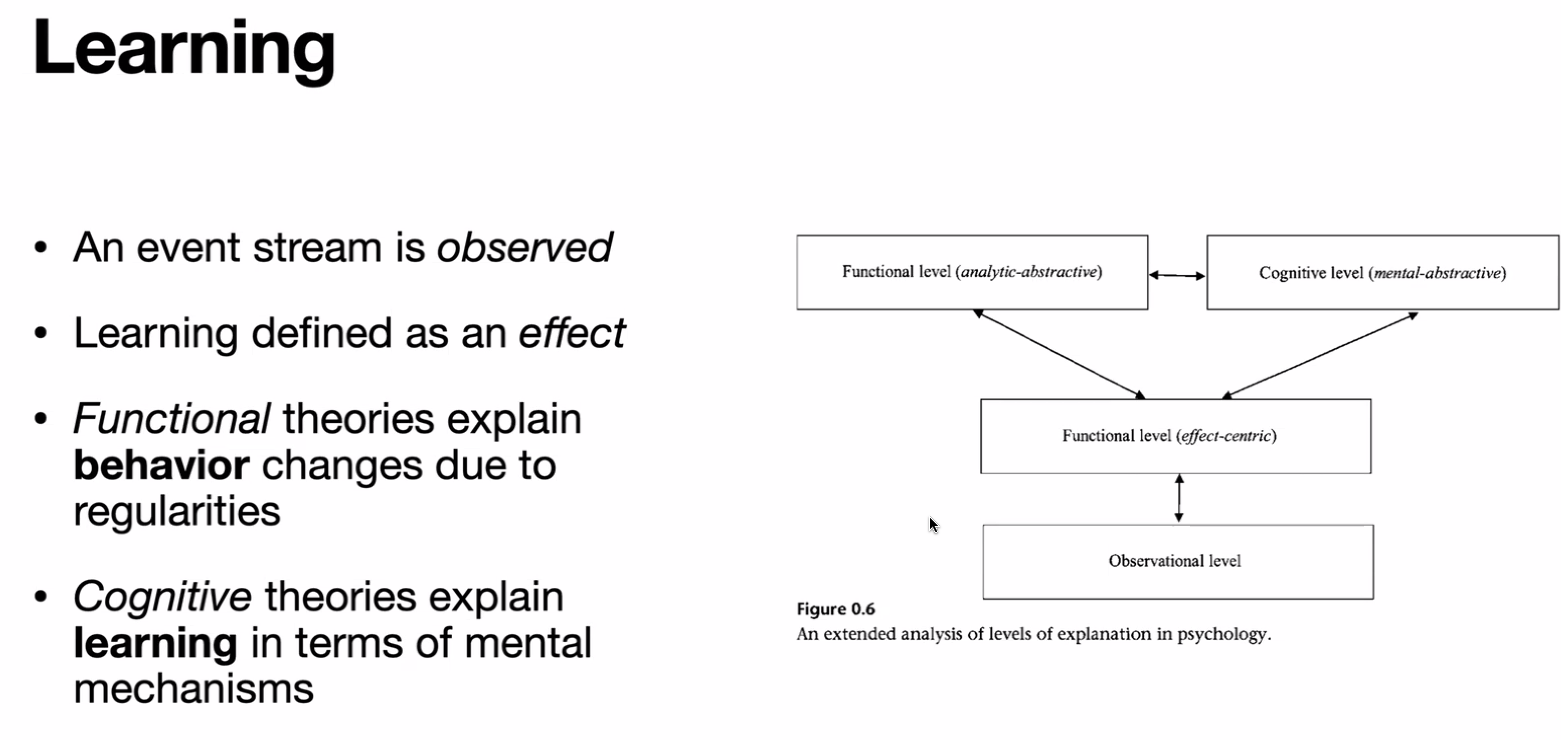 Learning
• An event stream is observed
• Learning defined as an effect
• Functional theories explain
behavior changes due to
regularities
• Cognitive theories explain
learning in terms of mental
mechanisms
Functional level (analytic-abstractive)
Cognitive level (mental-abstractive)
Functional level (effect-centric)
Observational level
Figure 0.6
An extended analysis of levels of explanation in psychology.